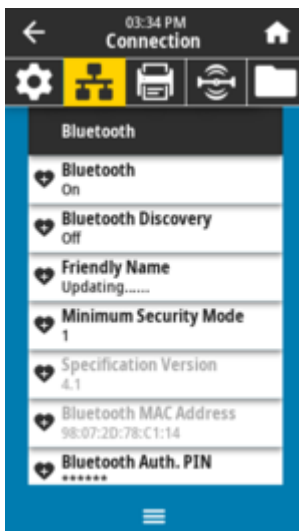 03:34 PM
Connection
Bluetooth
Bluetooth
On
Bluetooth Discovery
Off
Friendly Name
Updating......
Minimum Security Mode
1
Specification Version
4.1
Bluetooth MAC Address
98:07:2D:78:C1:14
Bluetooth Auth. PIN
******